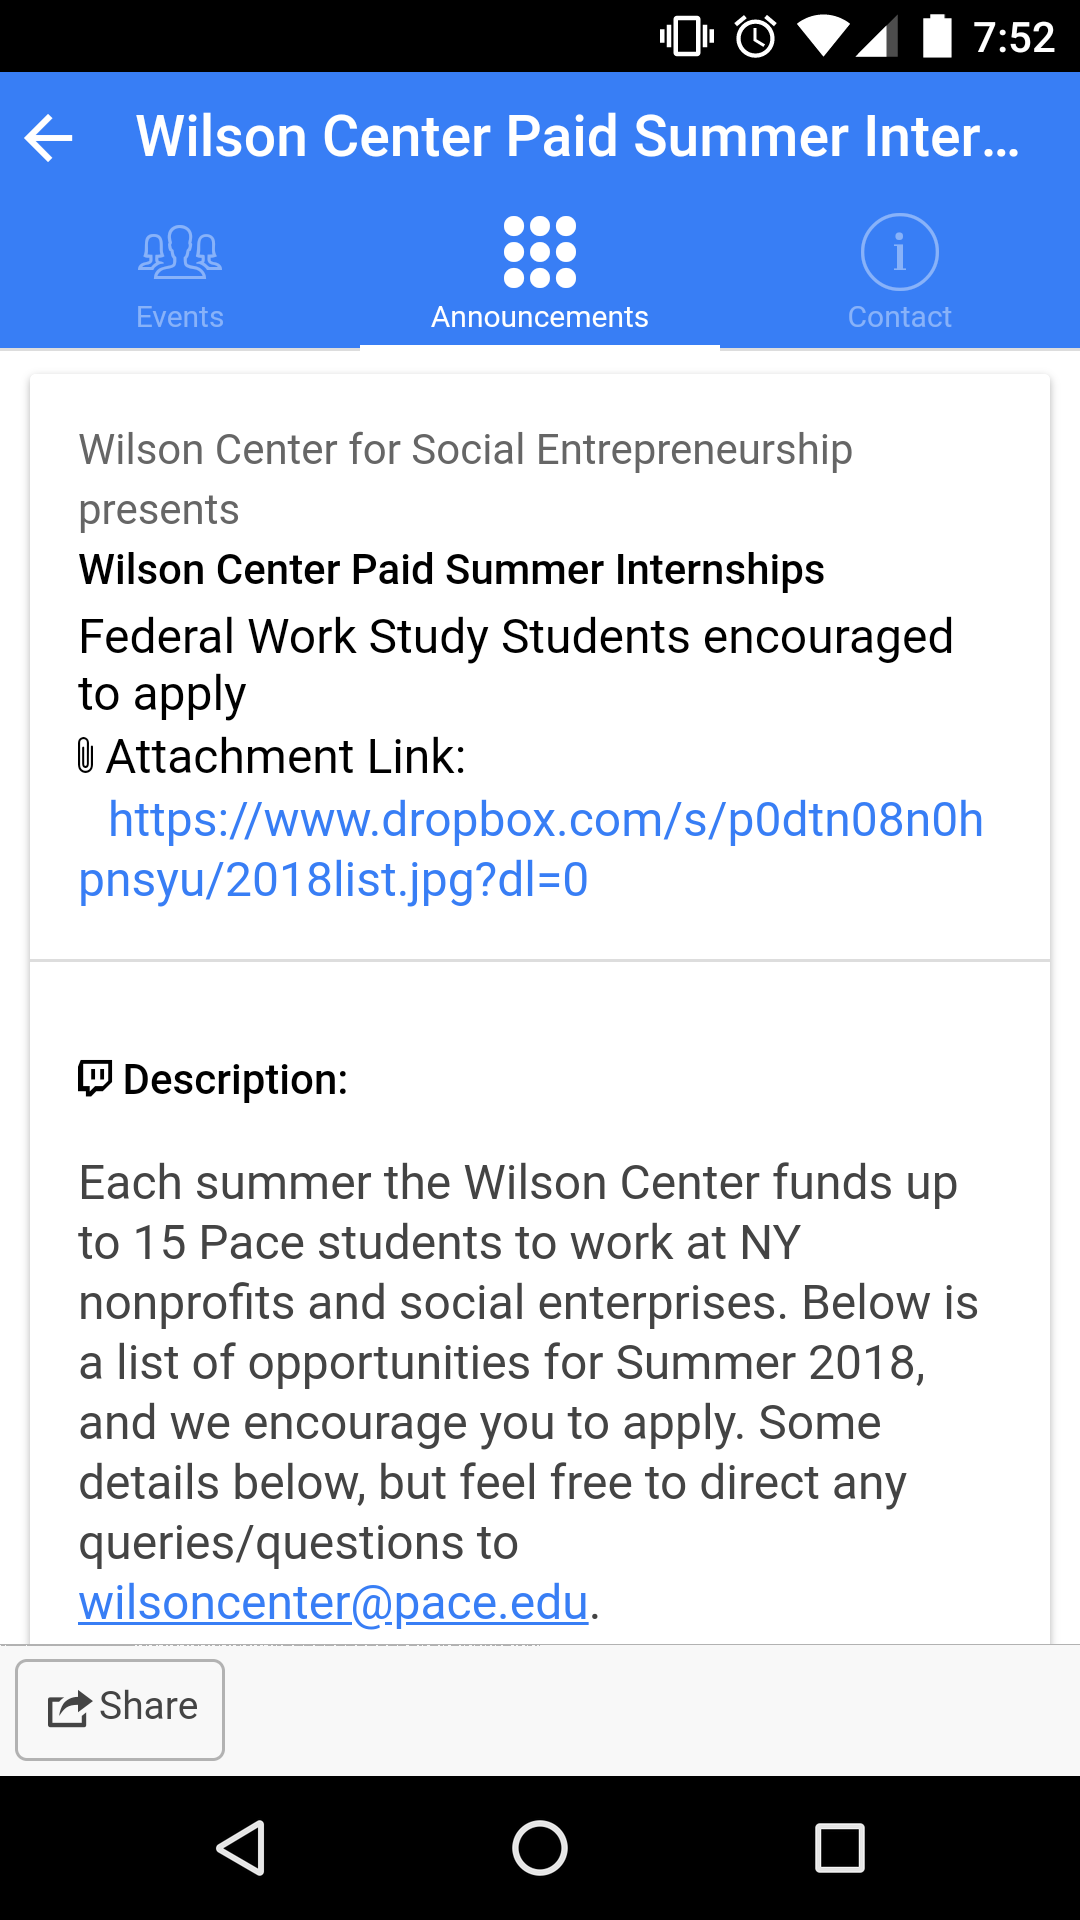 7:52
Wilson Center Paid Summer Inter...
Events
Announcements
Contact
Wilson Center for Social Entrepreneurship
presents
Wilson Center Paid Summer Internships
Federal Work Study Students encouraged
to apply
Attachment Link:
https://www.dropbox.com/s/p0dtn08n0h
pnsyu/2018list.jpg?dl=0
Description:
Each summer the Wilson Center funds up
to 15 Pace students to work at NY
nonprofits and social enterprises. Below is
a list of opportunities for Summer 2018,
and we encourage you to apply. Some
details below, but feel free to direct any
queries/questions to
wilsoncenter@pace.edu.
Share